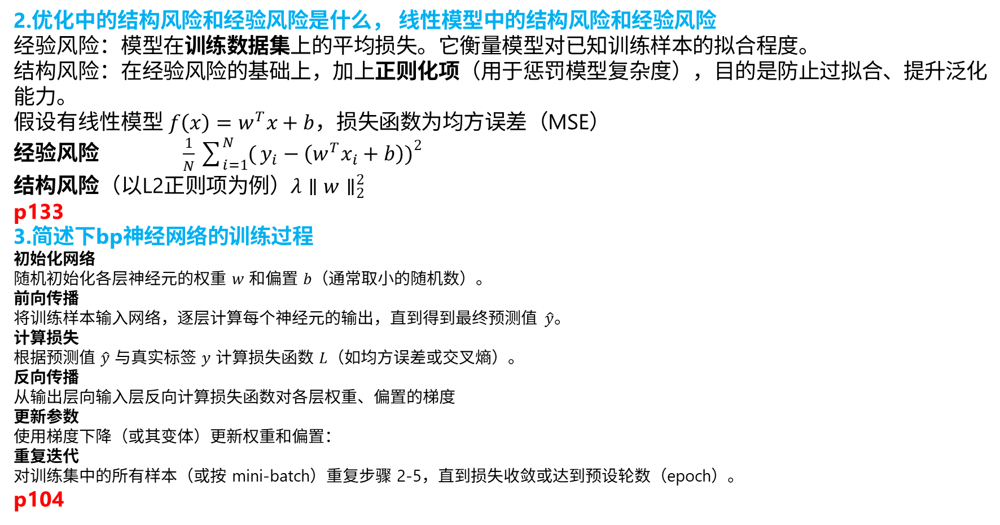 2.优化中的结构风险和经验风险是什么， 线性模型中的结构风险和经验风险
经验风险：模型在训练数据集上的平均损失。它衡量模型对已知训练样本的拟合程度。
结构风险：在经验风险的基础上，加上正则化项（用于惩罚模型复杂度），目的是防止过拟合、提升泛化
能力。
假设有线性模型 f(x) = w^T x + b，损失函数为均方误差（MSE）
经验风险 1/N ∑_{i=1}^{N}( y_i − (w^T x_i + b))^2
结构风险（以L2正则项为例）λ ∥ w ∥_2^2
p133
3.简述下bp神经网络的训练过程
初始化网络
随机初始化各层神经元的权重 w 和偏置 b（通常取小的随机数）。
前向传播
将训练样本输入网络，逐层计算每个神经元的输出，直到得到最终预测值 ŷ。
计算损失
根据预测值 ŷ 与真实标签 y 计算损失函数 L（如均方误差或交叉熵）。
反向传播
从输出层向输入层反向计算损失函数对各层权重、偏置的梯度
更新参数
使用梯度下降（或其变体）更新权重和偏置：
重复迭代
对训练集中的所有样本（或按 mini-batch）重复步骤 2-5，直到损失收敛或达到预设轮数（epoch）。
p104